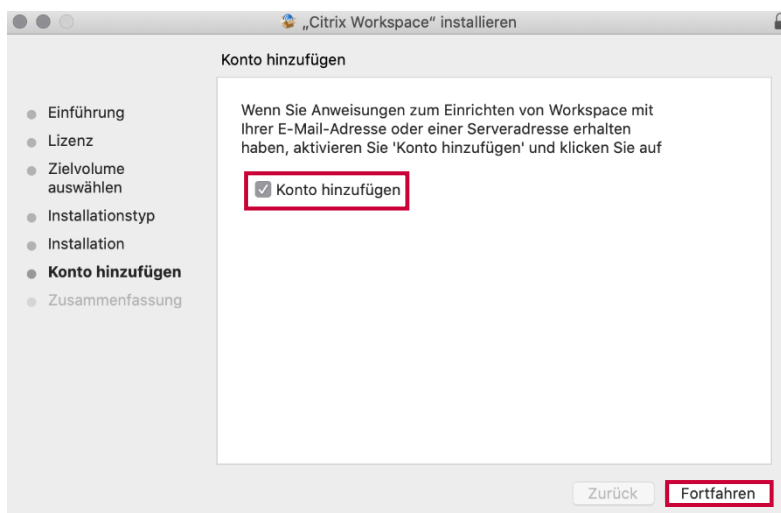 „Citrix Workspace“ installieren
Konto hinzufügen
Einführung
Lizenz
Zielvolume
auswählen
Installationstyp
Installation
Konto hinzufügen
Zusammenfassung
Wenn Sie Anweisungen zum Einrichten von Workspace mit
Ihrer E-Mail-Adresse oder einer Serveradresse erhalten
haben, aktivieren Sie 'Konto hinzufügen' und klicken Sie auf
Konto hinzufügen
Zurück
Fortfahren